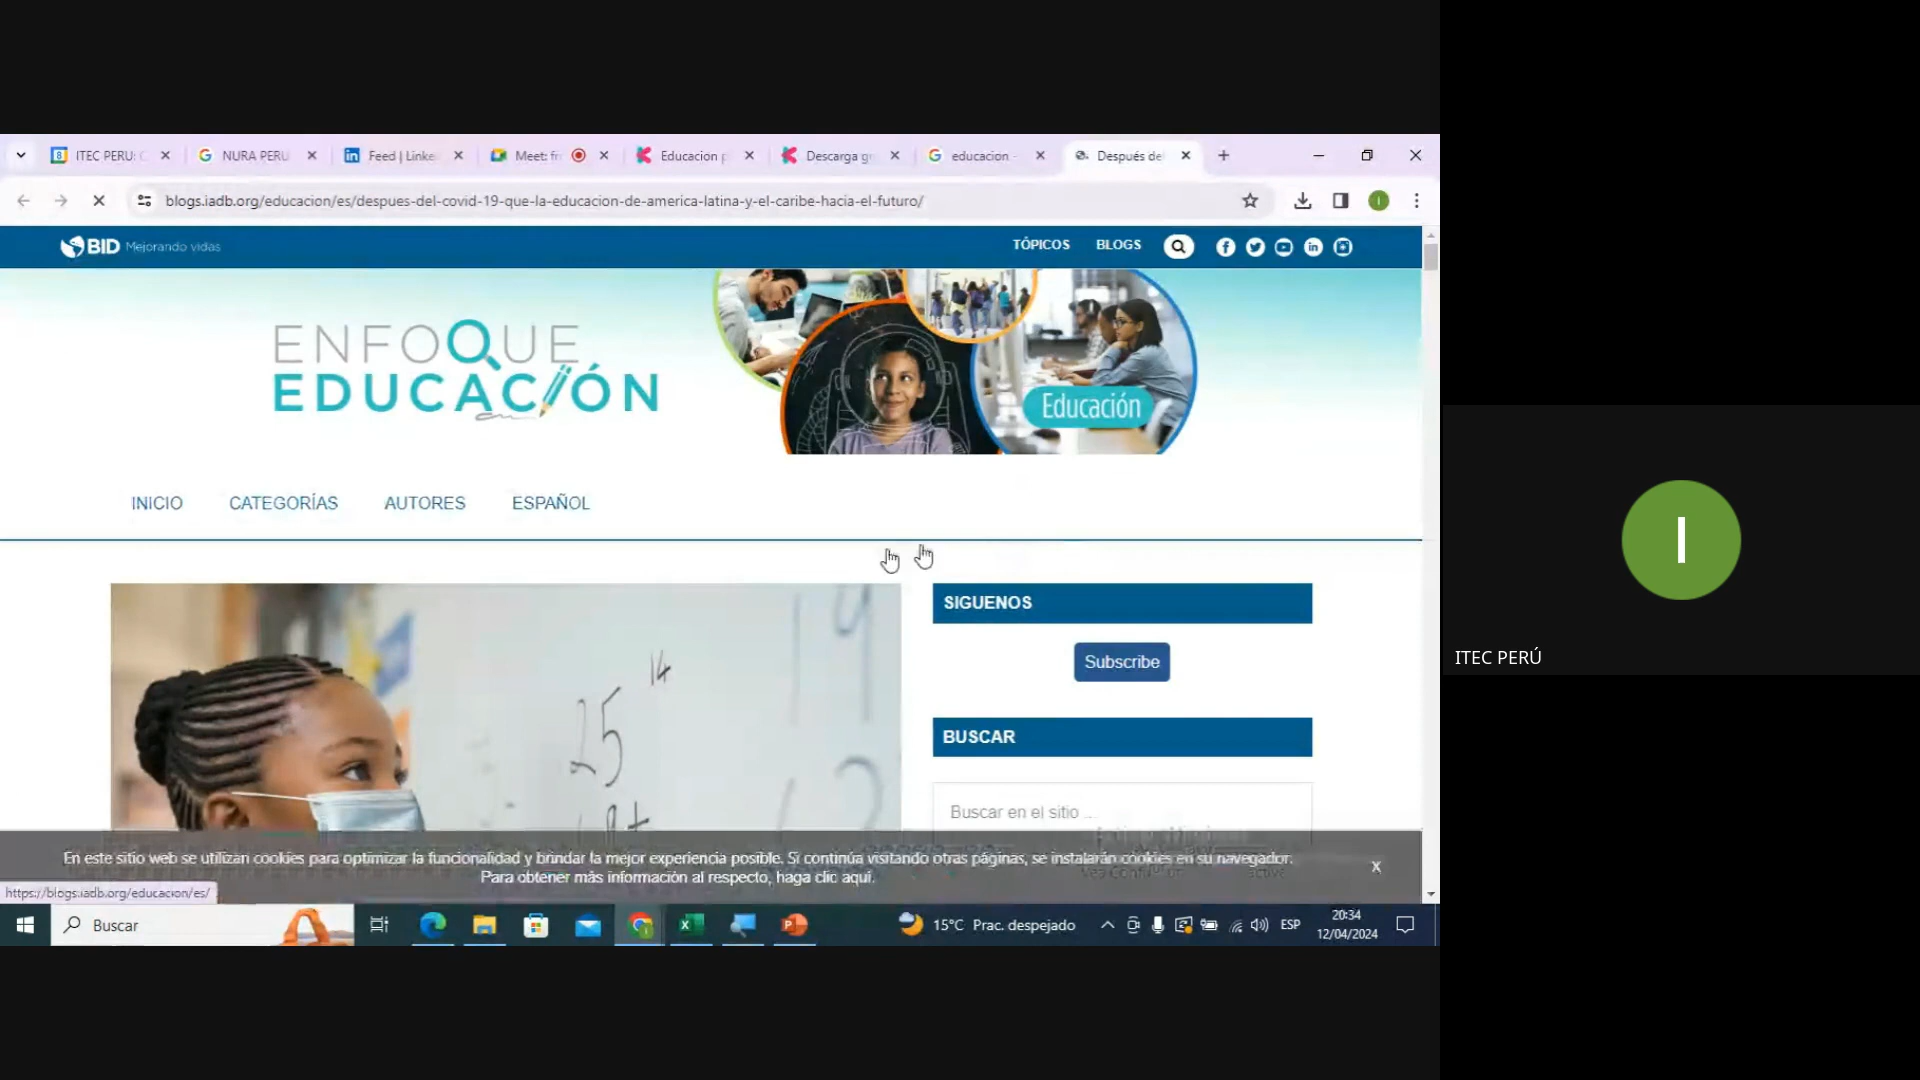 ITEC PERU: C
NURA PERU
Feed | Linke
Meet: fr
Educacion p
Descarga gr
educacion -
Después de
blogs.iadb.org/educacion/es/despues-del-covid-19-que-la-educacion-de-america-latina-y-el-caribe-hacia-el-futuro/
BID Mejorando vidas
TÓPICOS
BLOGS
ENFOQUE
EDUCACIÓN
Educación
INICIO
CATEGORÍAS
AUTORES
ESPAÑOL
SIGUENOS
14
25
Subscribe
BUSCAR
Buscar en el sitio ...
En este sitio web se utilizan cookies para optimizar la funcionalidad y brindar la mejor experiencia posible. Si continúa visitando otras páginas, se instalarán cookies en su navegador.
Para obtener más información al respecto, haga clic aquí.
x
https://blogs.iadb.org/educacion/es/
Buscar
15°C Prac. despejado
ESP
20:34
12/04/2024
I
ITEC PERÚ